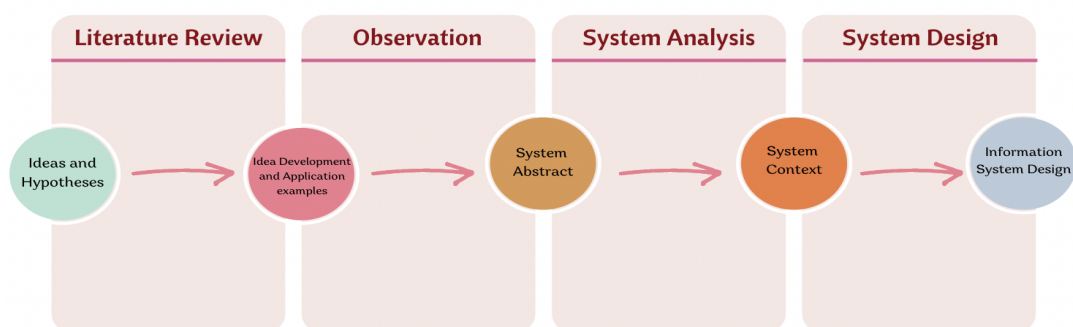 Literature Review
Observation
System Analysis
System Design
Ideas and
Hypotheses
Idea Development
and Application
examples
System
Abstract
System
Context
Information
System Design